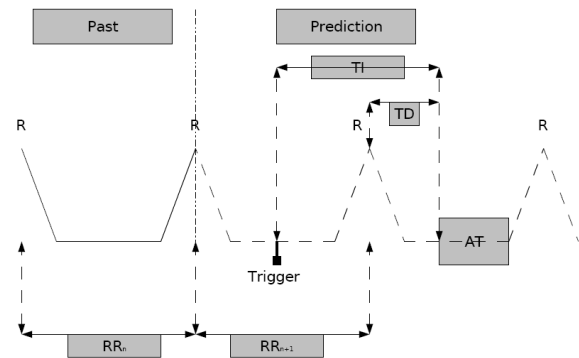 Past
Prediction
TI
TD
R
R
R
R
AT
Trigger
RRₙ
RRₙ₊₁